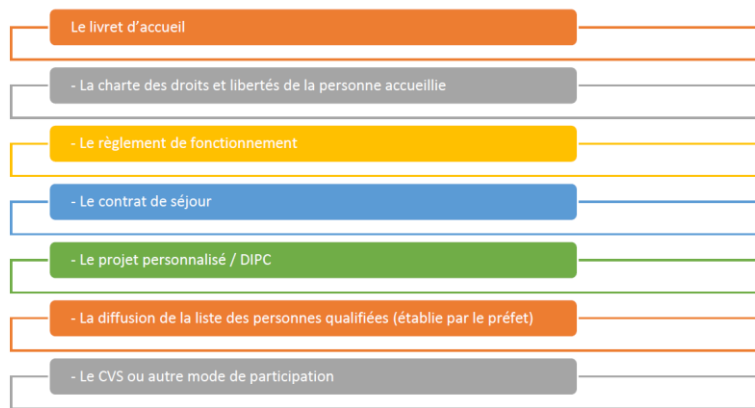 Le livret d’accueil
- La charte des droits et libertés de la personne accueillie
- Le règlement de fonctionnement
- Le contrat de séjour
- Le projet personnalisé / DIPC
- La diffusion de la liste des personnes qualifiées (établie par le préfet)
- Le CVS ou autre mode de participation